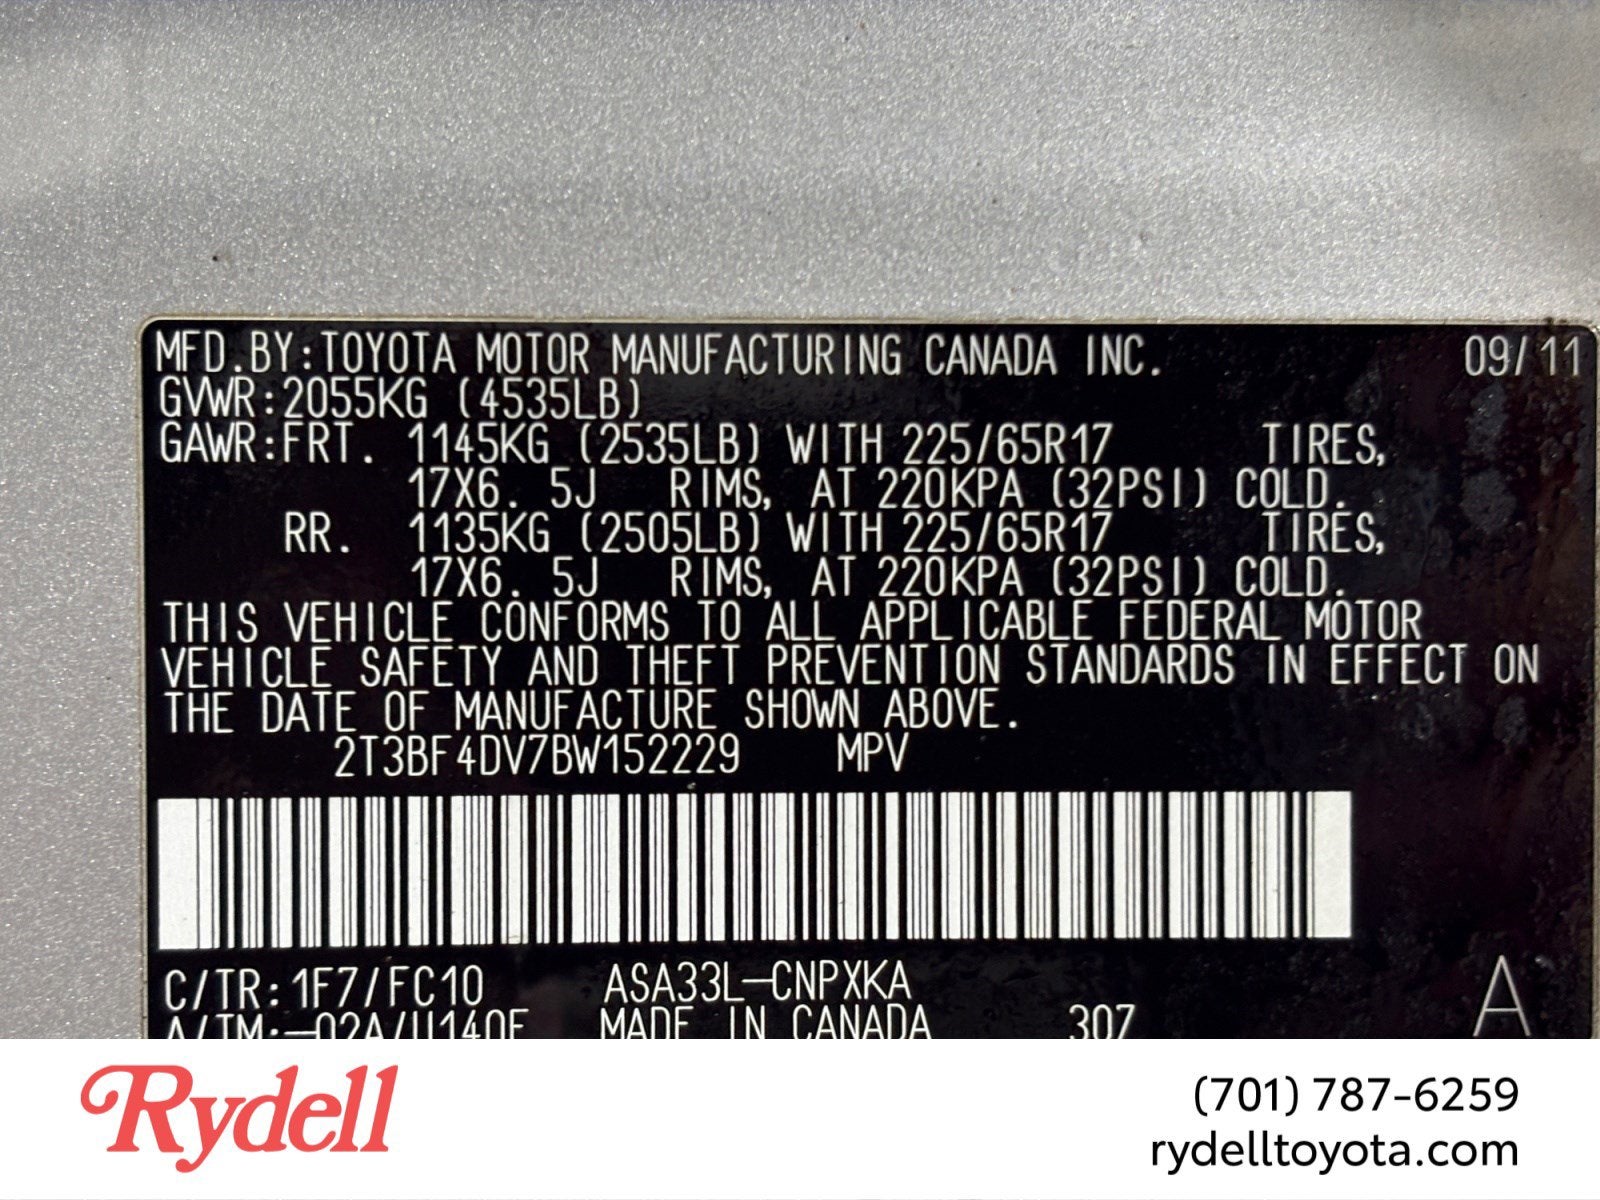 MFD.BY:TOYOTA MOTOR MANUFACTURING CANADA INC. 09/11
GVWR:2055KG (4535LB)
GAWR:FRT. 1145KG (2535LB) WITH 225/65R17 TIRES,
17X6. 5J RIMS, AT 220KPA (32PSI) COLD.
RR. 1135KG (2505LB) WITH 225/65R17 TIRES,
17X6. 5J RIMS, AT 220KPA (32PSI) COLD.
THIS VEHICLE CONFORMS TO ALL APPLICABLE FEDERAL MOTOR
VEHICLE SAFETY AND THEFT PREVENTION STANDARDS IN EFFECT ON
THE DATE OF MANUFACTURE SHOWN ABOVE.
2T3BF4DV7BW152229 MPV
C/TR:1F7/FC10 ASA33L-CNPXKA A
A/TM:-02A/U140F MADE IN CANADA 307
Rydell
(701) 787-6259
rydelltoyota.com